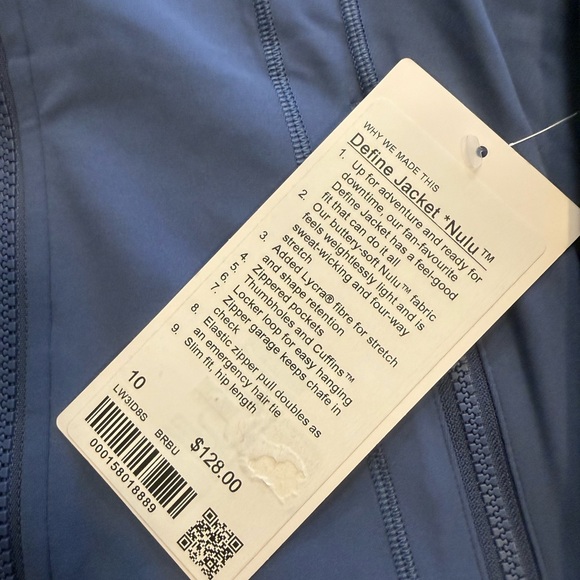 WHY WE MADE THIS
Define Jacket *Nulu™
1. Up for adventure and ready for
downtime, our fan-favourite
Define Jacket has a feel good
fit that can do it all
2. Our buttery-soft Nulu™ fabric
feels weightlessly light and is
sweat-wicking and four-way
stretch
3. Added Lycra® fibre for stretch
and shape retention
4. Zippered pockets
5. Thumbholes and Cuffins™
6. Locker loop for easy hanging
7. Zipper garage keeps chafe in
check
8. Elastic zipper pull doubles as
an emergency hair tie
9. Slim fit, hip length
10
LW3ID8S BRBU
$128.00
000158018889